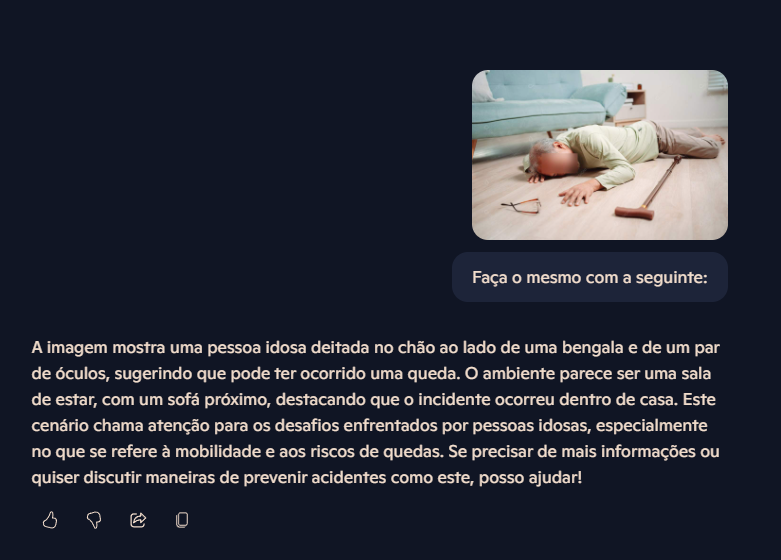 Faça o mesmo com a seguinte:
A imagem mostra uma pessoa idosa deitada no chão ao lado de uma bengala e de um par
de óculos, sugerindo que pode ter ocorrido uma queda. O ambiente parece ser uma sala
de estar, com um sofá próximo, destacando que o incidente ocorreu dentro de casa. Este
cenário chama atenção para os desafios enfrentados por pessoas idosas, especialmente
no que se refere à mobilidade e aos riscos de quedas. Se precisar de mais informações ou
quiser discutir maneiras de prevenir acidentes como este, posso ajudar!